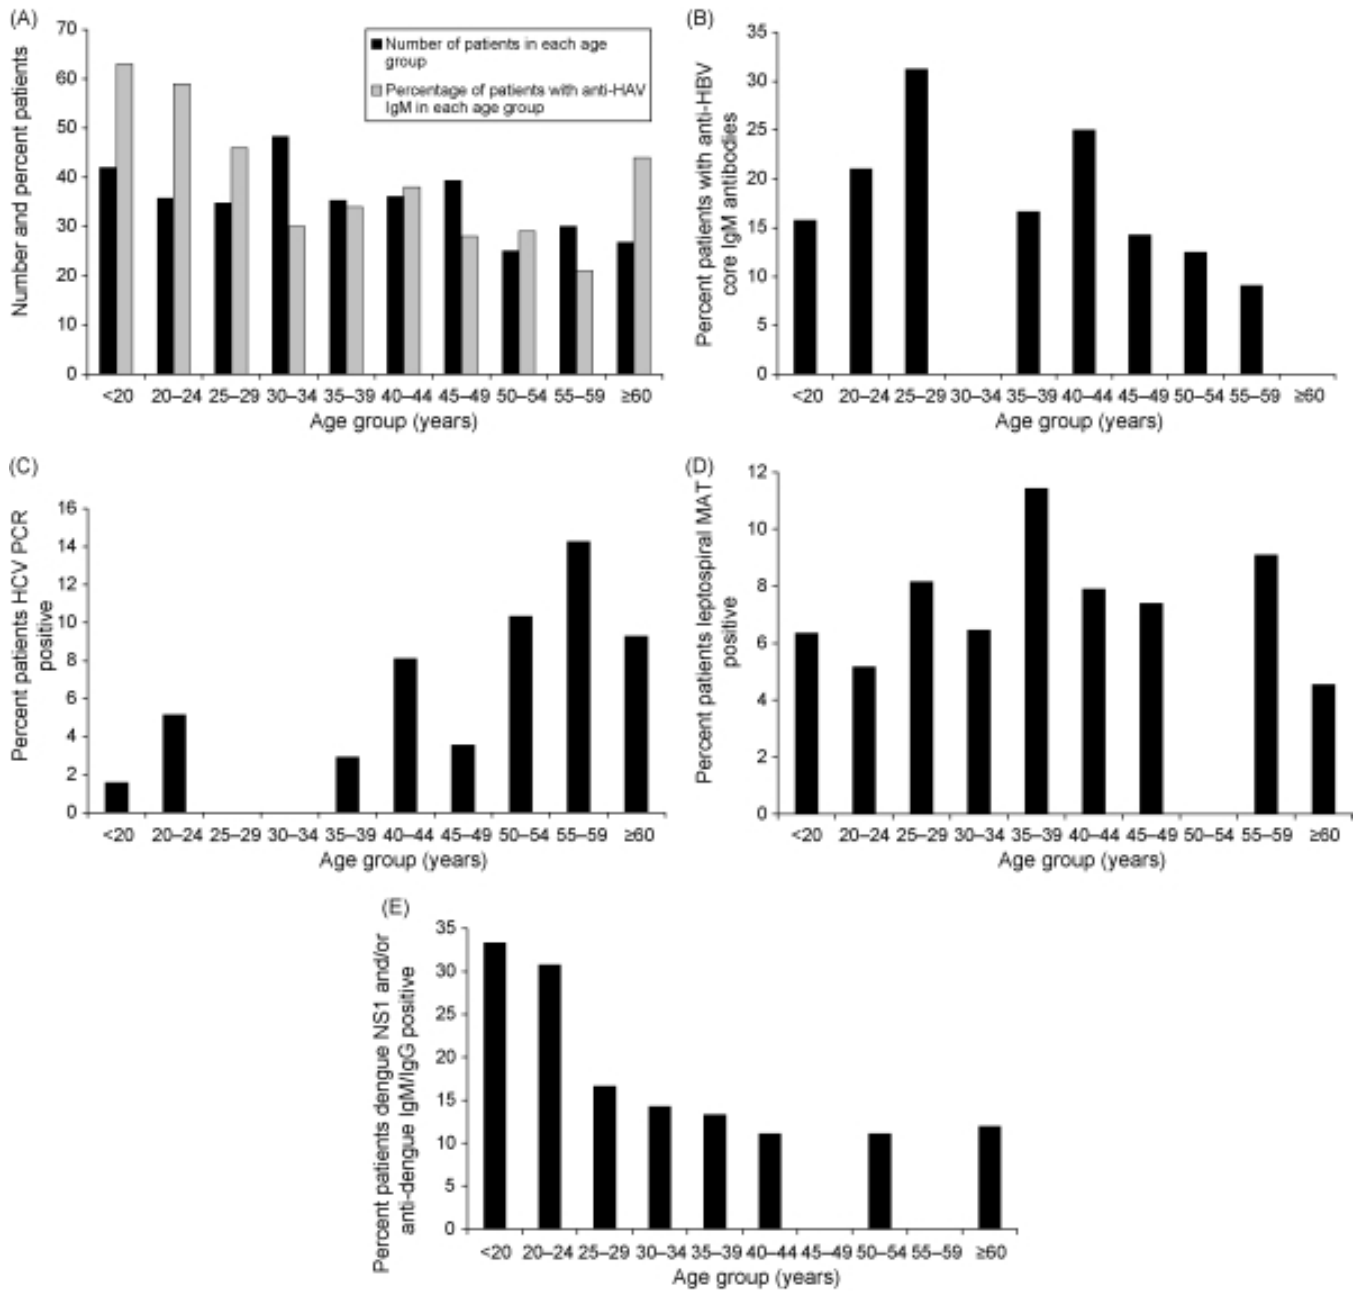 (A)
Number and percent patients
70
60
50
40
30
20
10
0
Number of patients in each age
group
Percentage of patients with anti-HAV
IgM in each age group
<20 20–24 25–29 30–34 35–39 40–44 45–49 50–54 55–59 ≥60
Age group (years)
(B)
Percent patients with anti-HBV
core IgM antibodies
35
30
25
20
15
10
5
0
<20 20–24 25–29 30–34 35–39 40–44 45–49 50–54 55–59 ≥60
Age group (years)
(C)
Percent patients HCV PCR
positive
16
14
12
10
8
6
4
2
0
<20 20–24 25–29 30–34 35–39 40–44 45–49 50–54 55–59 ≥60
Age group (years)
(D)
Percent patients leptospiral MAT
positive
12
10
8
6
4
2
0
<20 20–24 25–29 30–34 35–39 40–44 45–49 50–54 55–59 ≥60
Age group (years)
(E)
Percent patients dengue NS1 and/or
anti-dengue IgM/IgG positive
35
30
25
20
15
10
5
0
<20 20–24 25–29 30–34 35–39 40–44 45–49 50–54 55–59 ≥60
Age group (years)